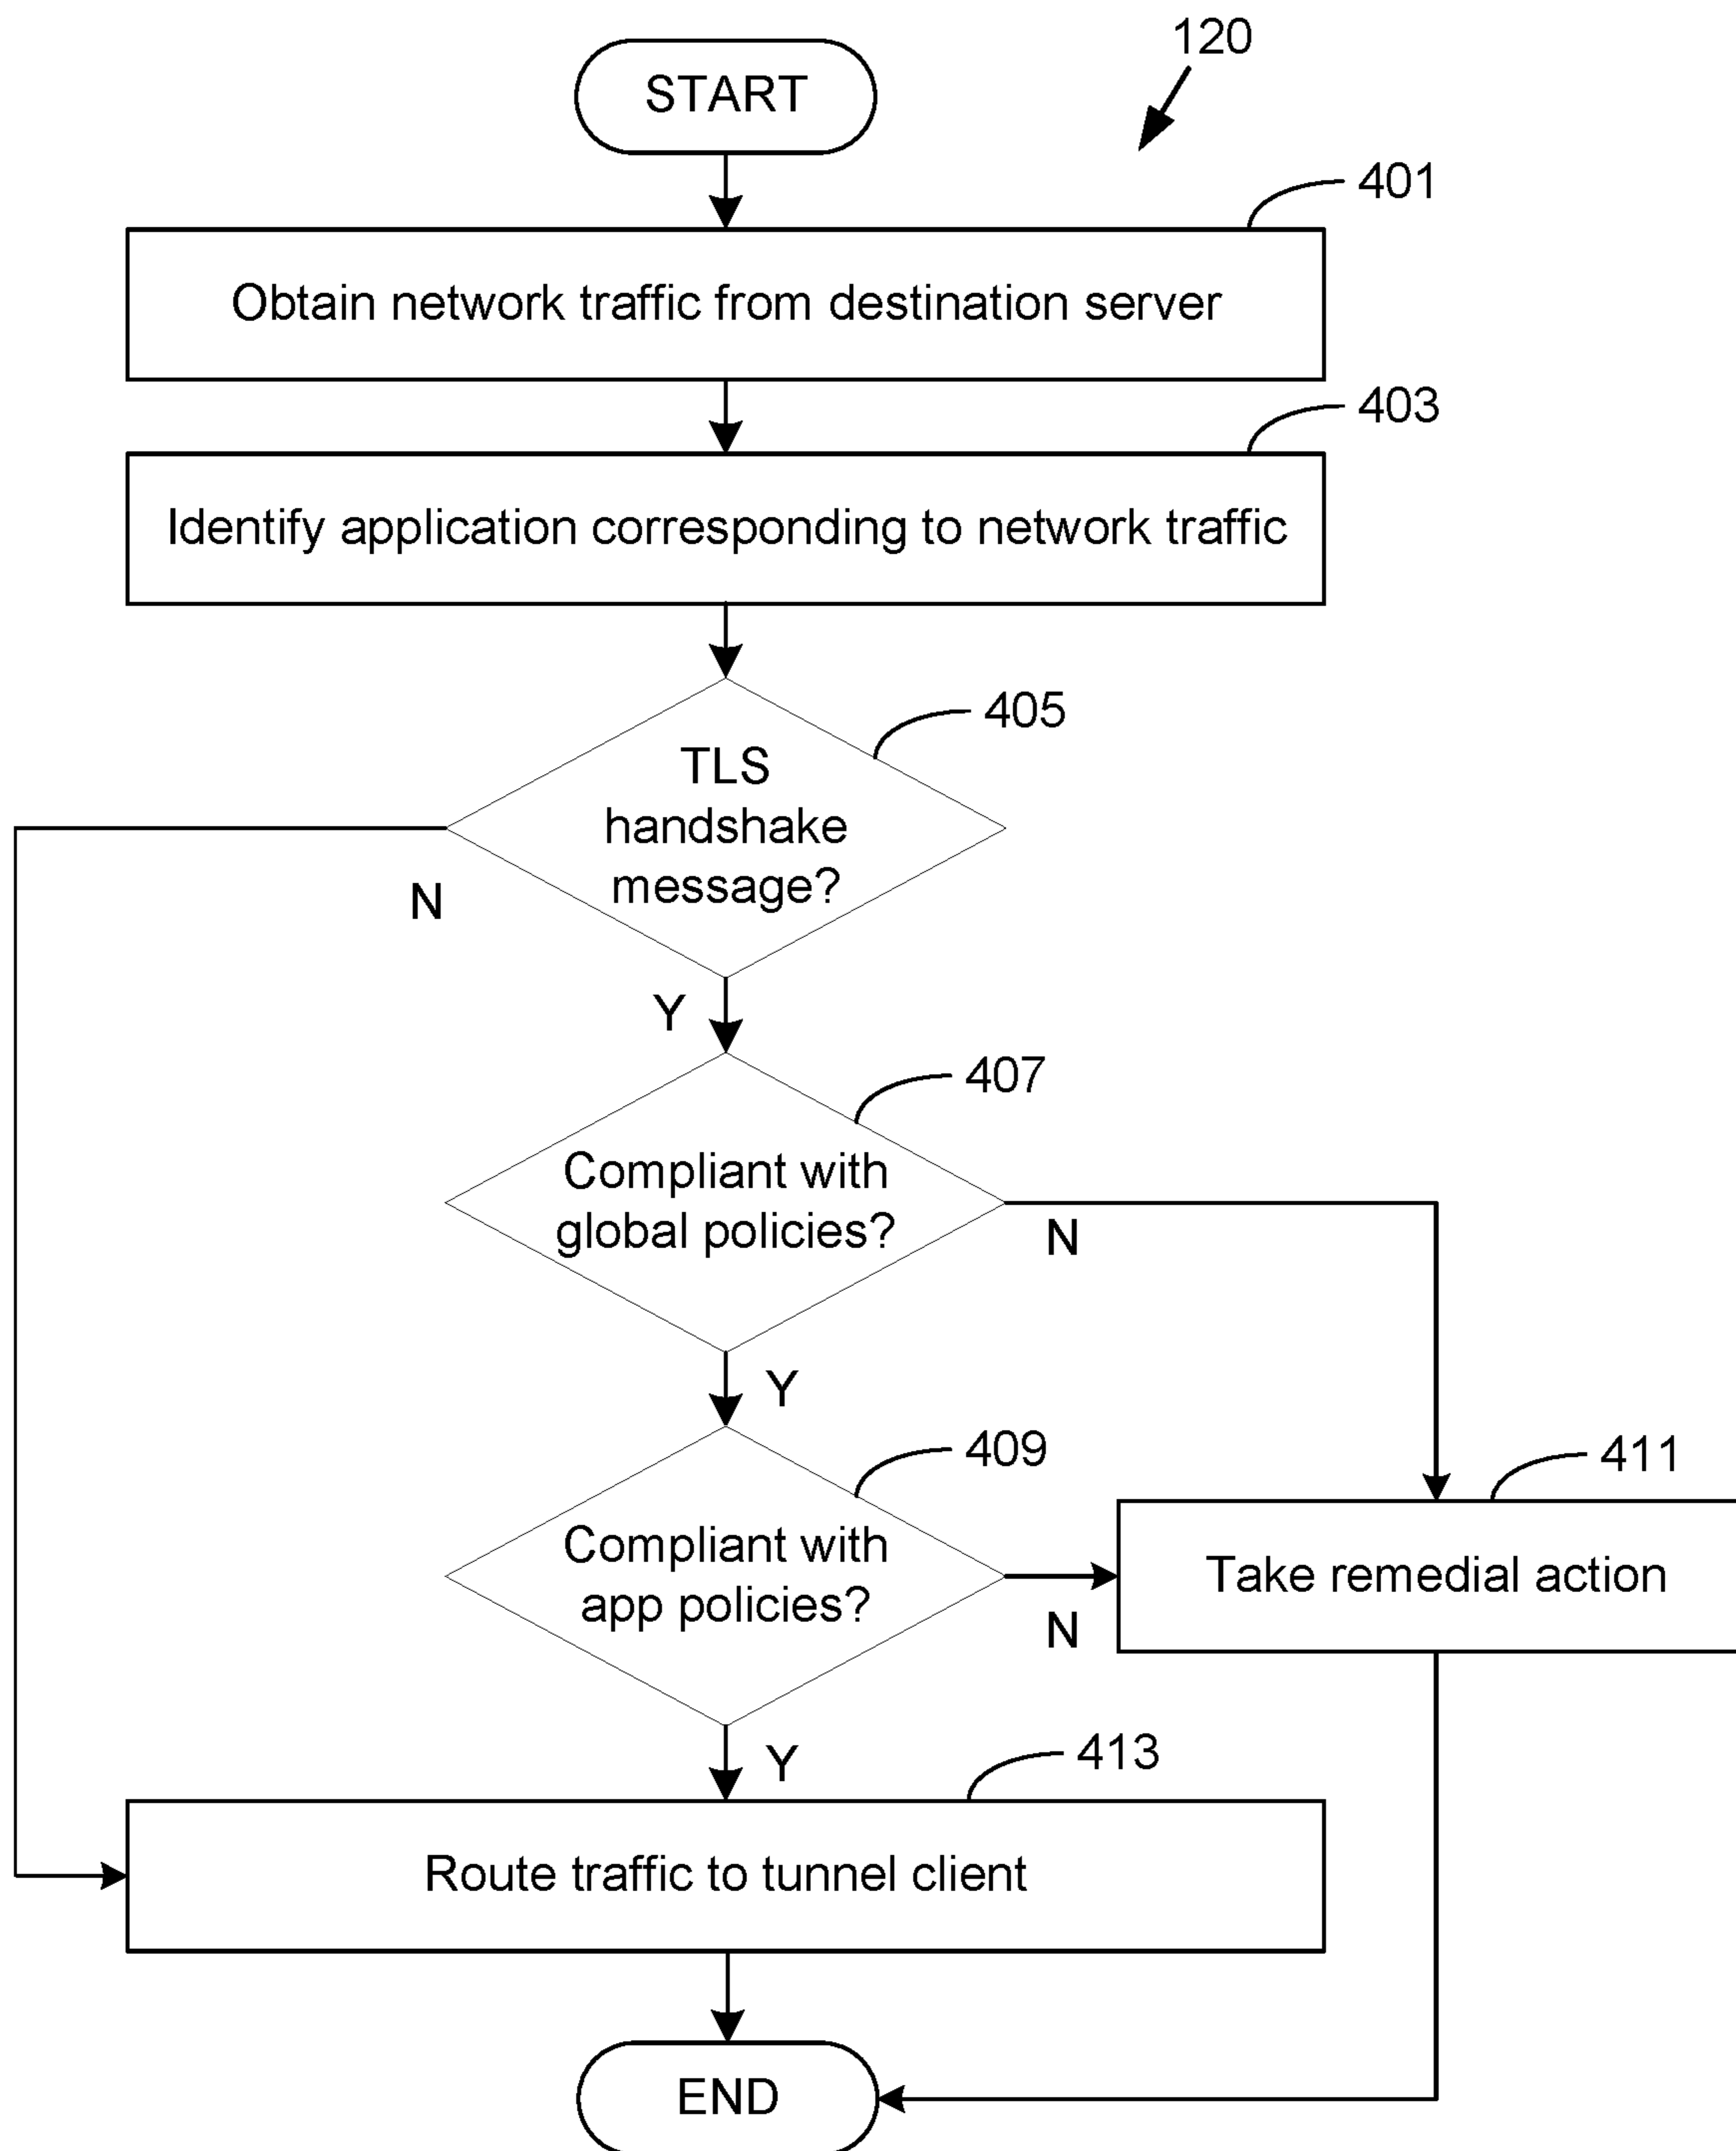 120
START
401
Obtain network traffic from destination server
403
Identify application corresponding to network traffic
405
TLS
handshake
message?
N
Y
407
Compliant with
global policies?
N
Y
409
Compliant with
app policies?
N
411
Take remedial action
Y
413
Route traffic to tunnel client
END